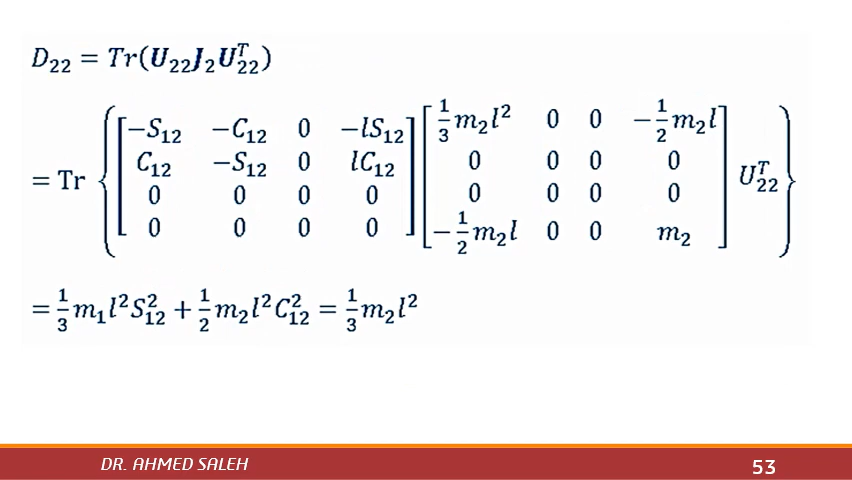 D₂₂ = Tr(U₂₂J₂U₂₂ᵀ)
= Tr { [ −S₁₂ −C₁₂ 0 −lS₁₂ ] [ 1/3 m₂l² 0 0 −1/2 m₂l ] U₂₂ᵀ }
[ C₁₂ −S₁₂ 0 lC₁₂ ] [ 0 0 0 0 ]
[ 0 0 0 0 ] [ 0 0 0 0 ]
[ 0 0 0 0 ] [ −1/2 m₂l 0 0 m₂ ]
= 1/3 m₁l²S₁₂² + 1/2 m₂l²C₁₂² = 1/3 m₂l²
DR. AHMED SALEH
53